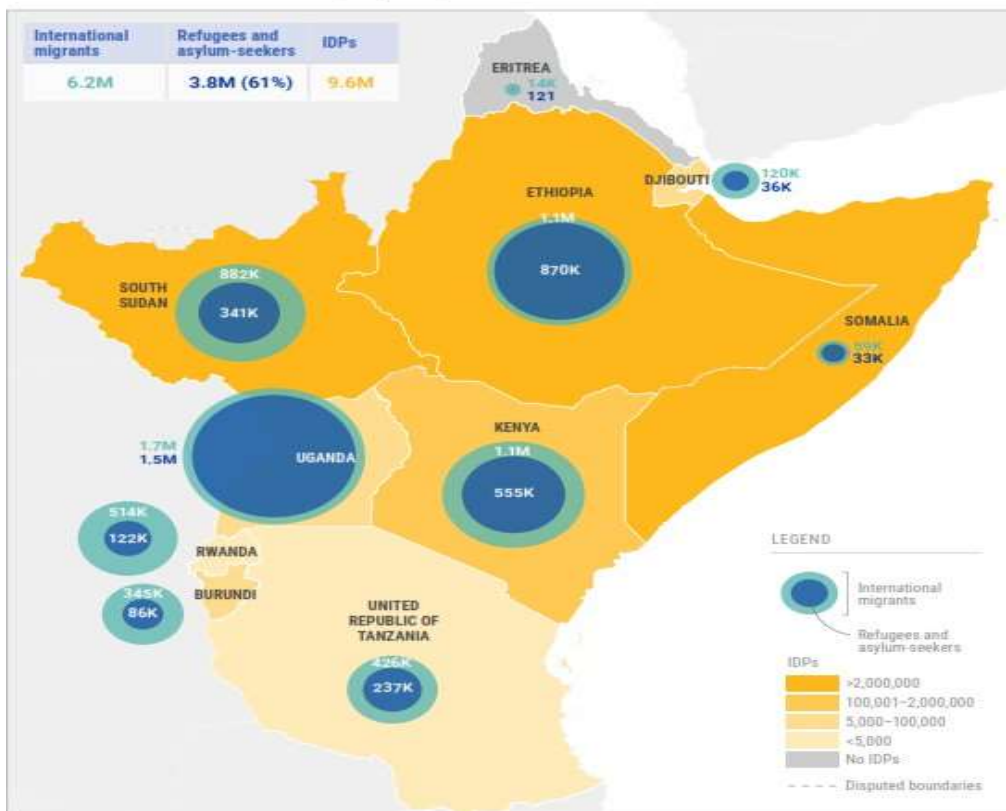 International migrants
Refugees and asylum-seekers
IDPs
6.2M
3.8M (61%)
9.6M
ERITREA
14K
121
DJIBOUTI
120K
36K
ETHIOPIA
1.1M
870K
SOUTH
SUDAN
882K
341K
SOMALIA
59K
33K
KENYA
1.1M
555K
1.7M
1.5M
UGANDA
514K
122K
RWANDA
345K
86K
BURUNDI
UNITED
REPUBLIC OF
TANZANIA
426K
237K
LEGEND
International
migrants
Refugees and
asylum-seekers
IDPs
>2,000,000
100,001–2,000,000
5,000–100,000
<5,000
No IDPs
Disputed boundaries